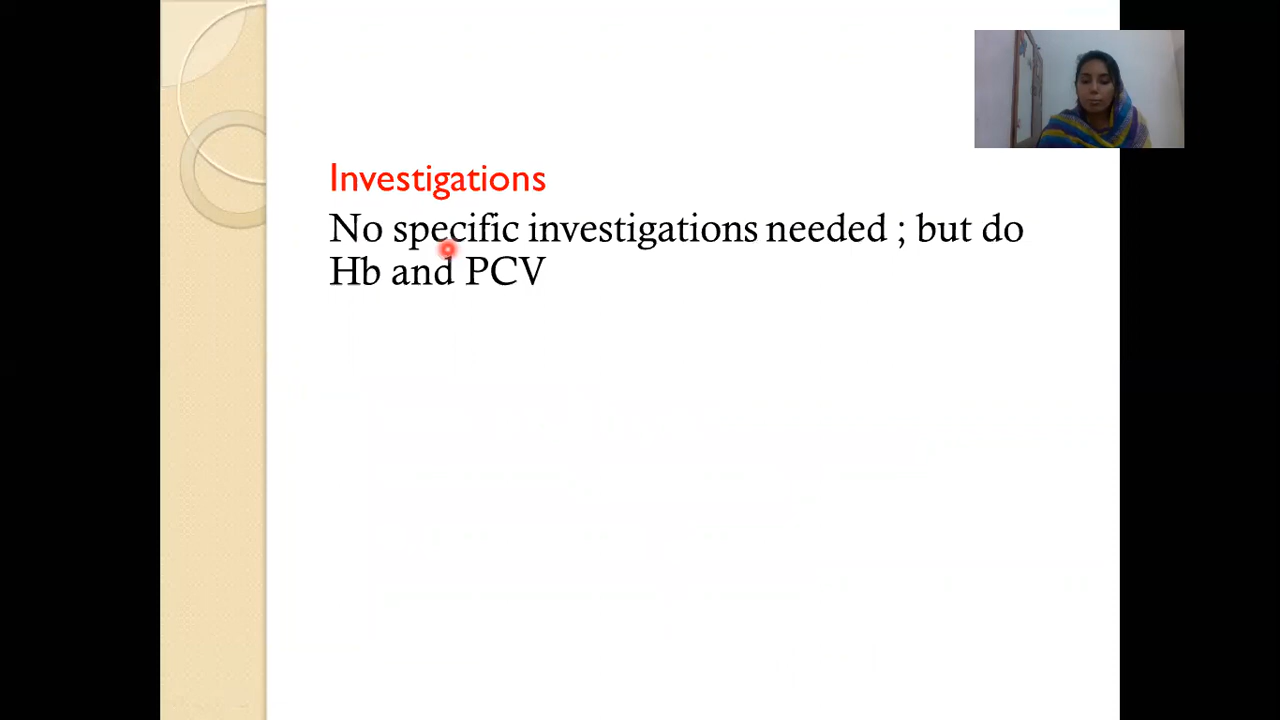 Investigations
No specific investigations needed ; but do
Hb and PCV